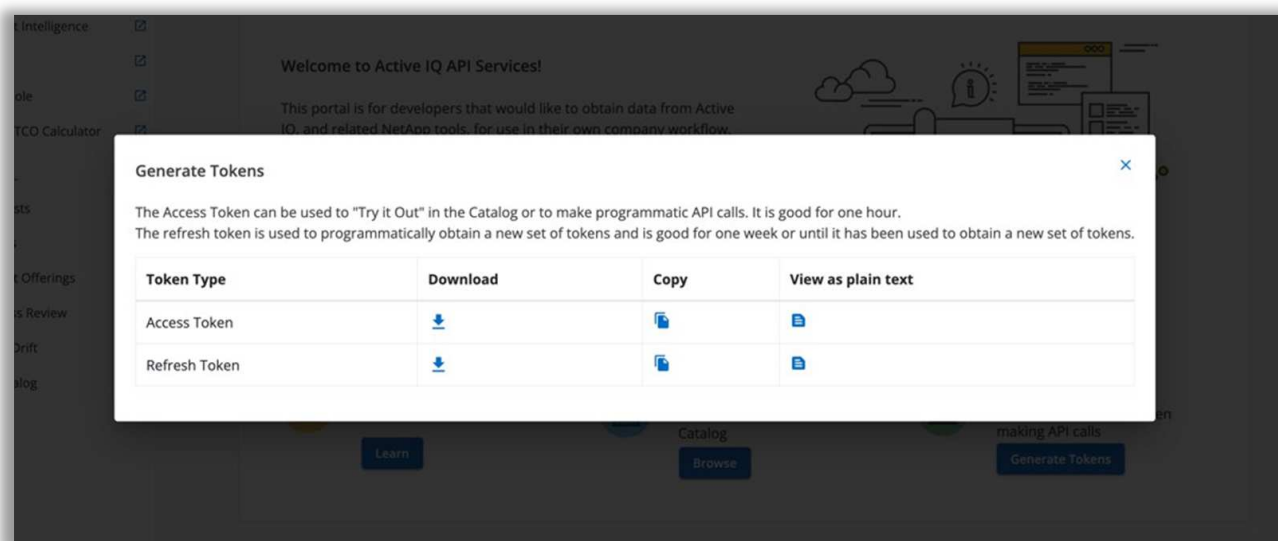 t Intelligence
Welcome to Active IQ API Services!
ole
This portal is for developers that would like to obtain data from Active
TCO Calculator
IQ, and related NetApp tools, for use in their own company workflow.
Generate Tokens
sts
The Access Token can be used to "Try it Out" in the Catalog or to make programmatic API calls. It is good for one hour.
The refresh token is used to programmatically obtain a new set of tokens and is good for one week or until it has been used to obtain a new set of tokens.
t Offerings
Token Type Download Copy View as plain text
ss Review
Access Token
Drift
Refresh Token
alog
en
Catalog
making API calls
Learn
Browse
Generate Tokens